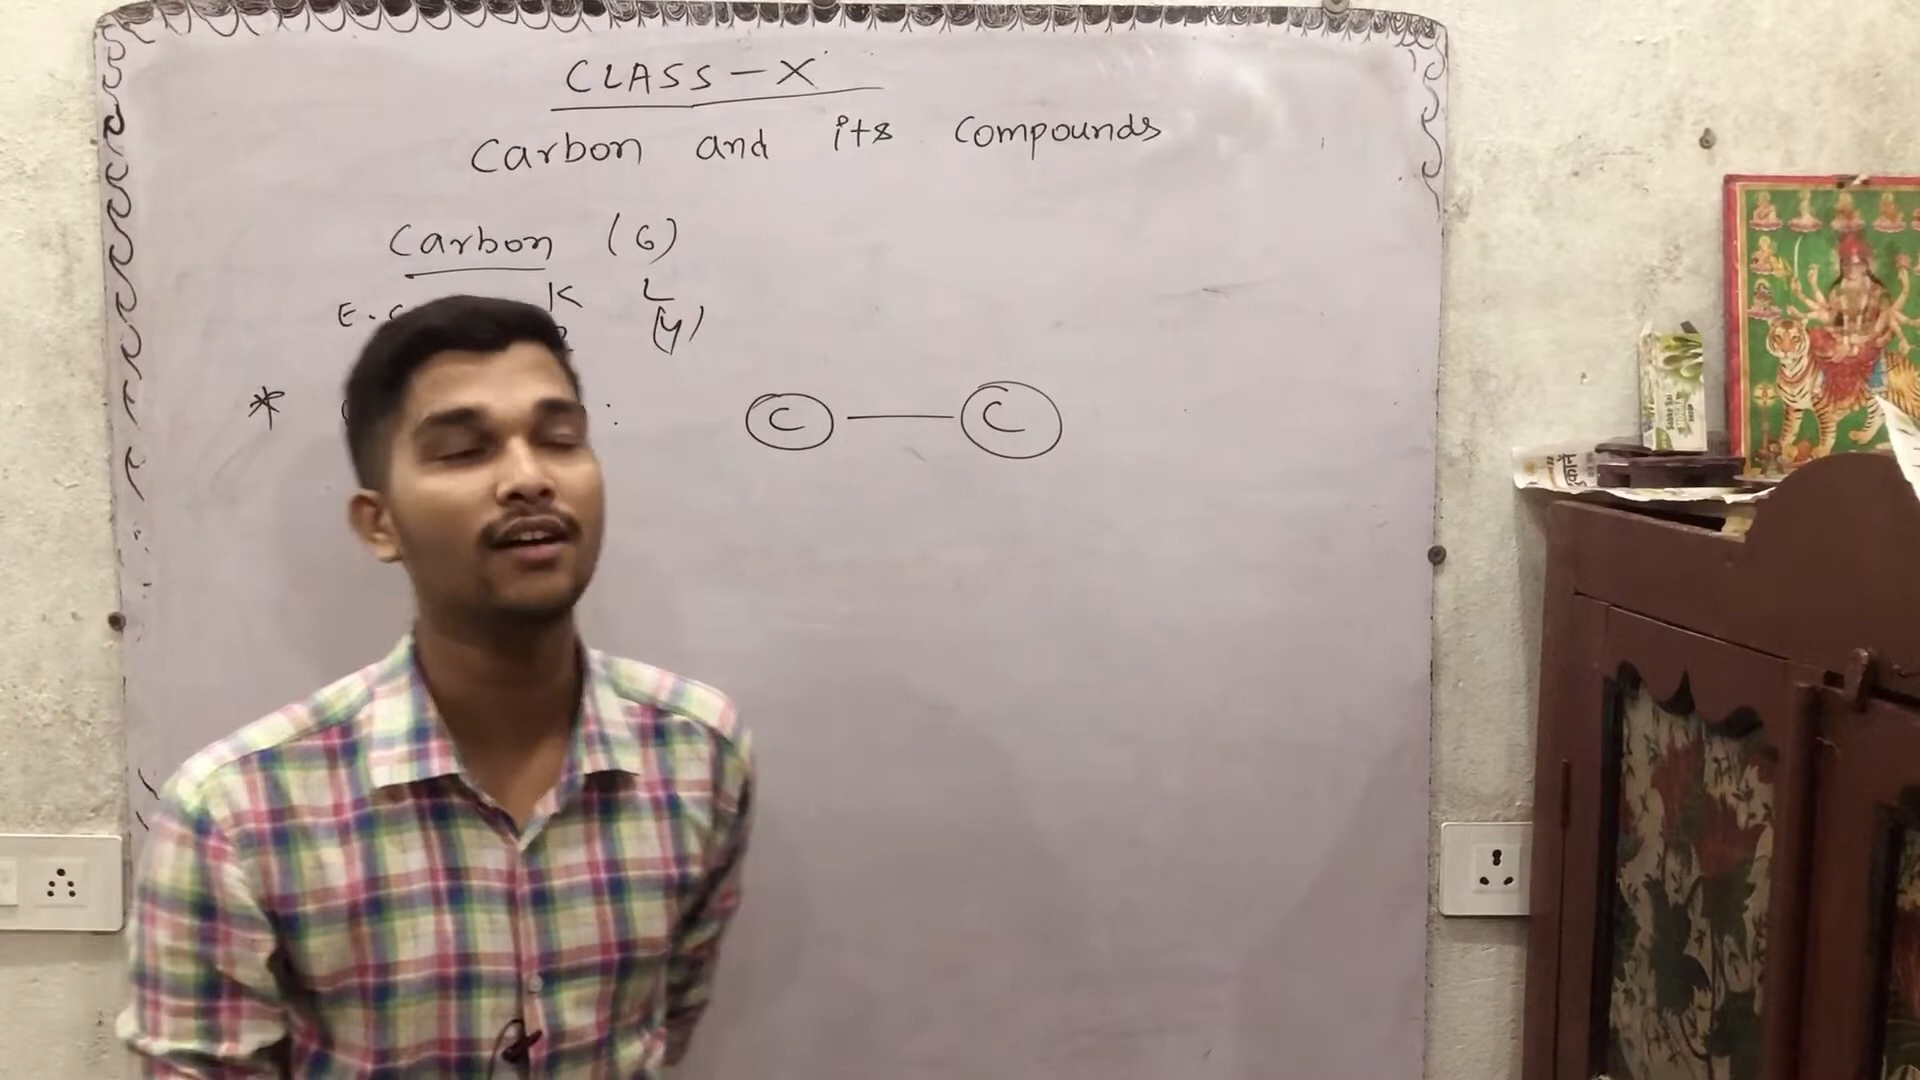 CLASS - X
Carbon and its compounds
Carbon (6)
K L
(4)
* :
C — C